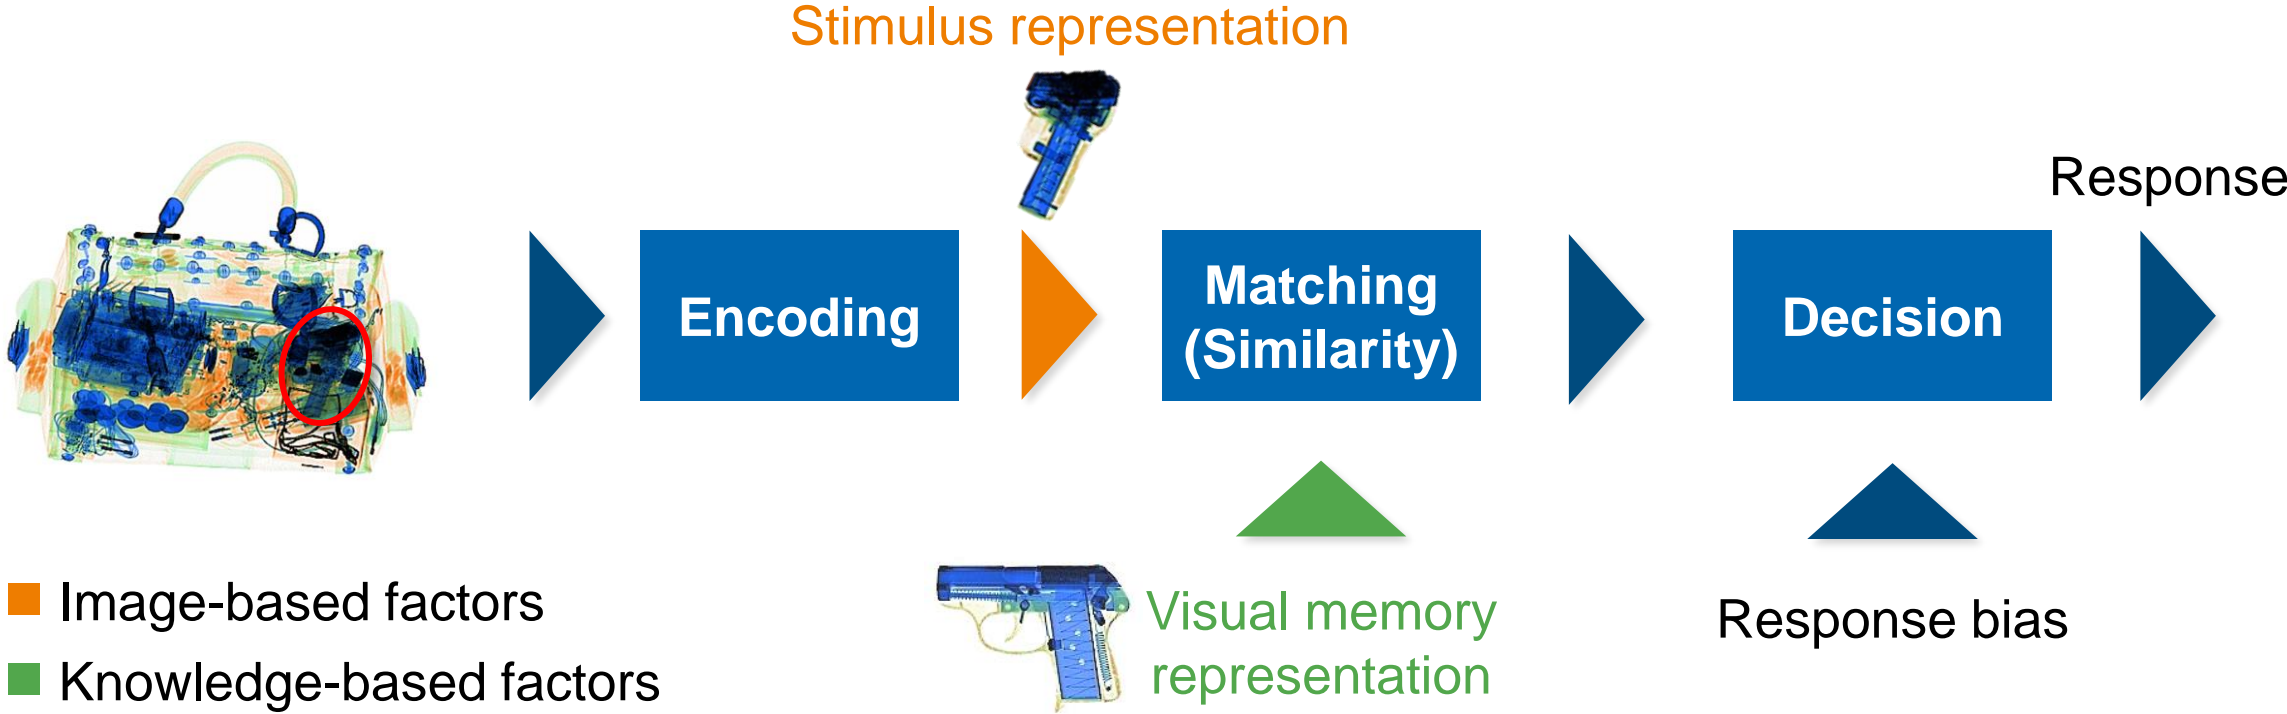 Stimulus representation
Response
Encoding
Matching
(Similarity)
Decision
Image-based factors
Knowledge-based factors
Visual memory
representation
Response bias